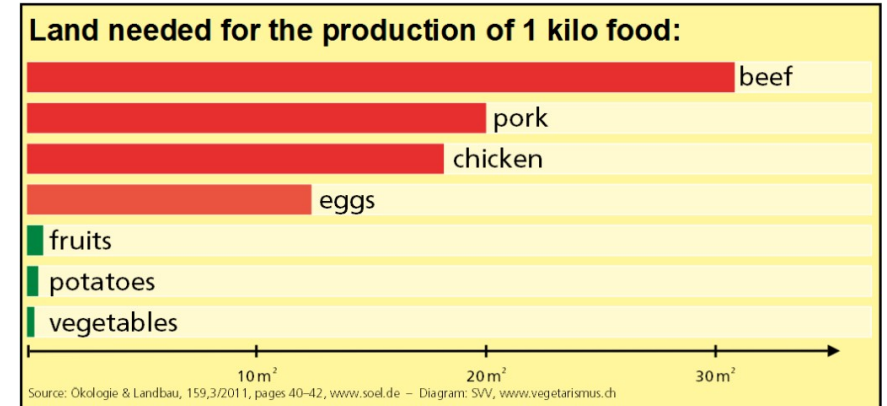 Land needed for the production of 1 kilo food:
beef
pork
chicken
eggs
fruits
potatoes
vegetables
10 m² 20 m² 30 m²
Source: Ökologie & Landbau, 159,3/2011, pages 40–42, www.soel.de – Diagram: SVV, www.vegetarismus.ch